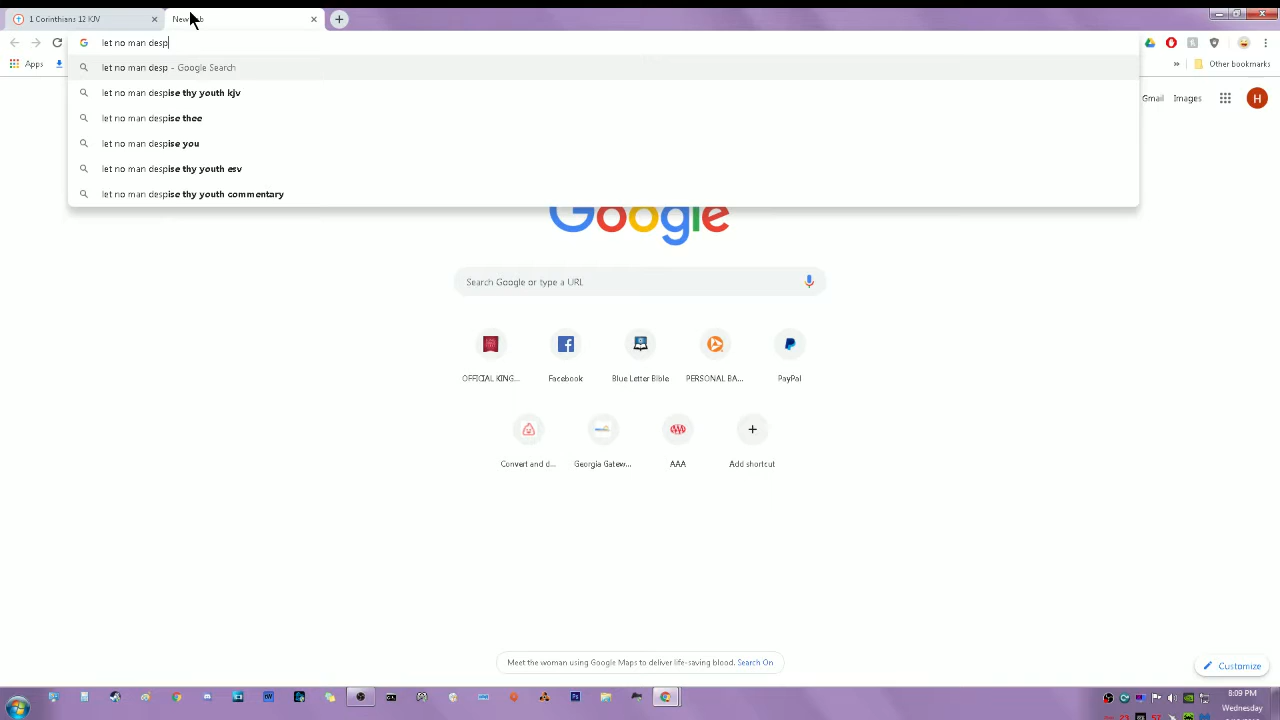 1 Corinthians 12 KJV
let no man desp
Apps
Other bookmarks
let no man desp - Google Search
let no man despise thy youth kjv
let no man despise thee
let no man despise you
let no man despise thy youth esv
let no man despise thy youth commentary
Gmail Images H
Google
Search Google or type a URL
OFFICIAL KING... Facebook Blue Letter Bible PERSONAL BA... PayPal
Convert and d... Georgia Gatew... AAA Add shortcut
Meet the woman using Google Maps to deliver life-saving blood. Search On
Customize
8:09 PM
Wednesday